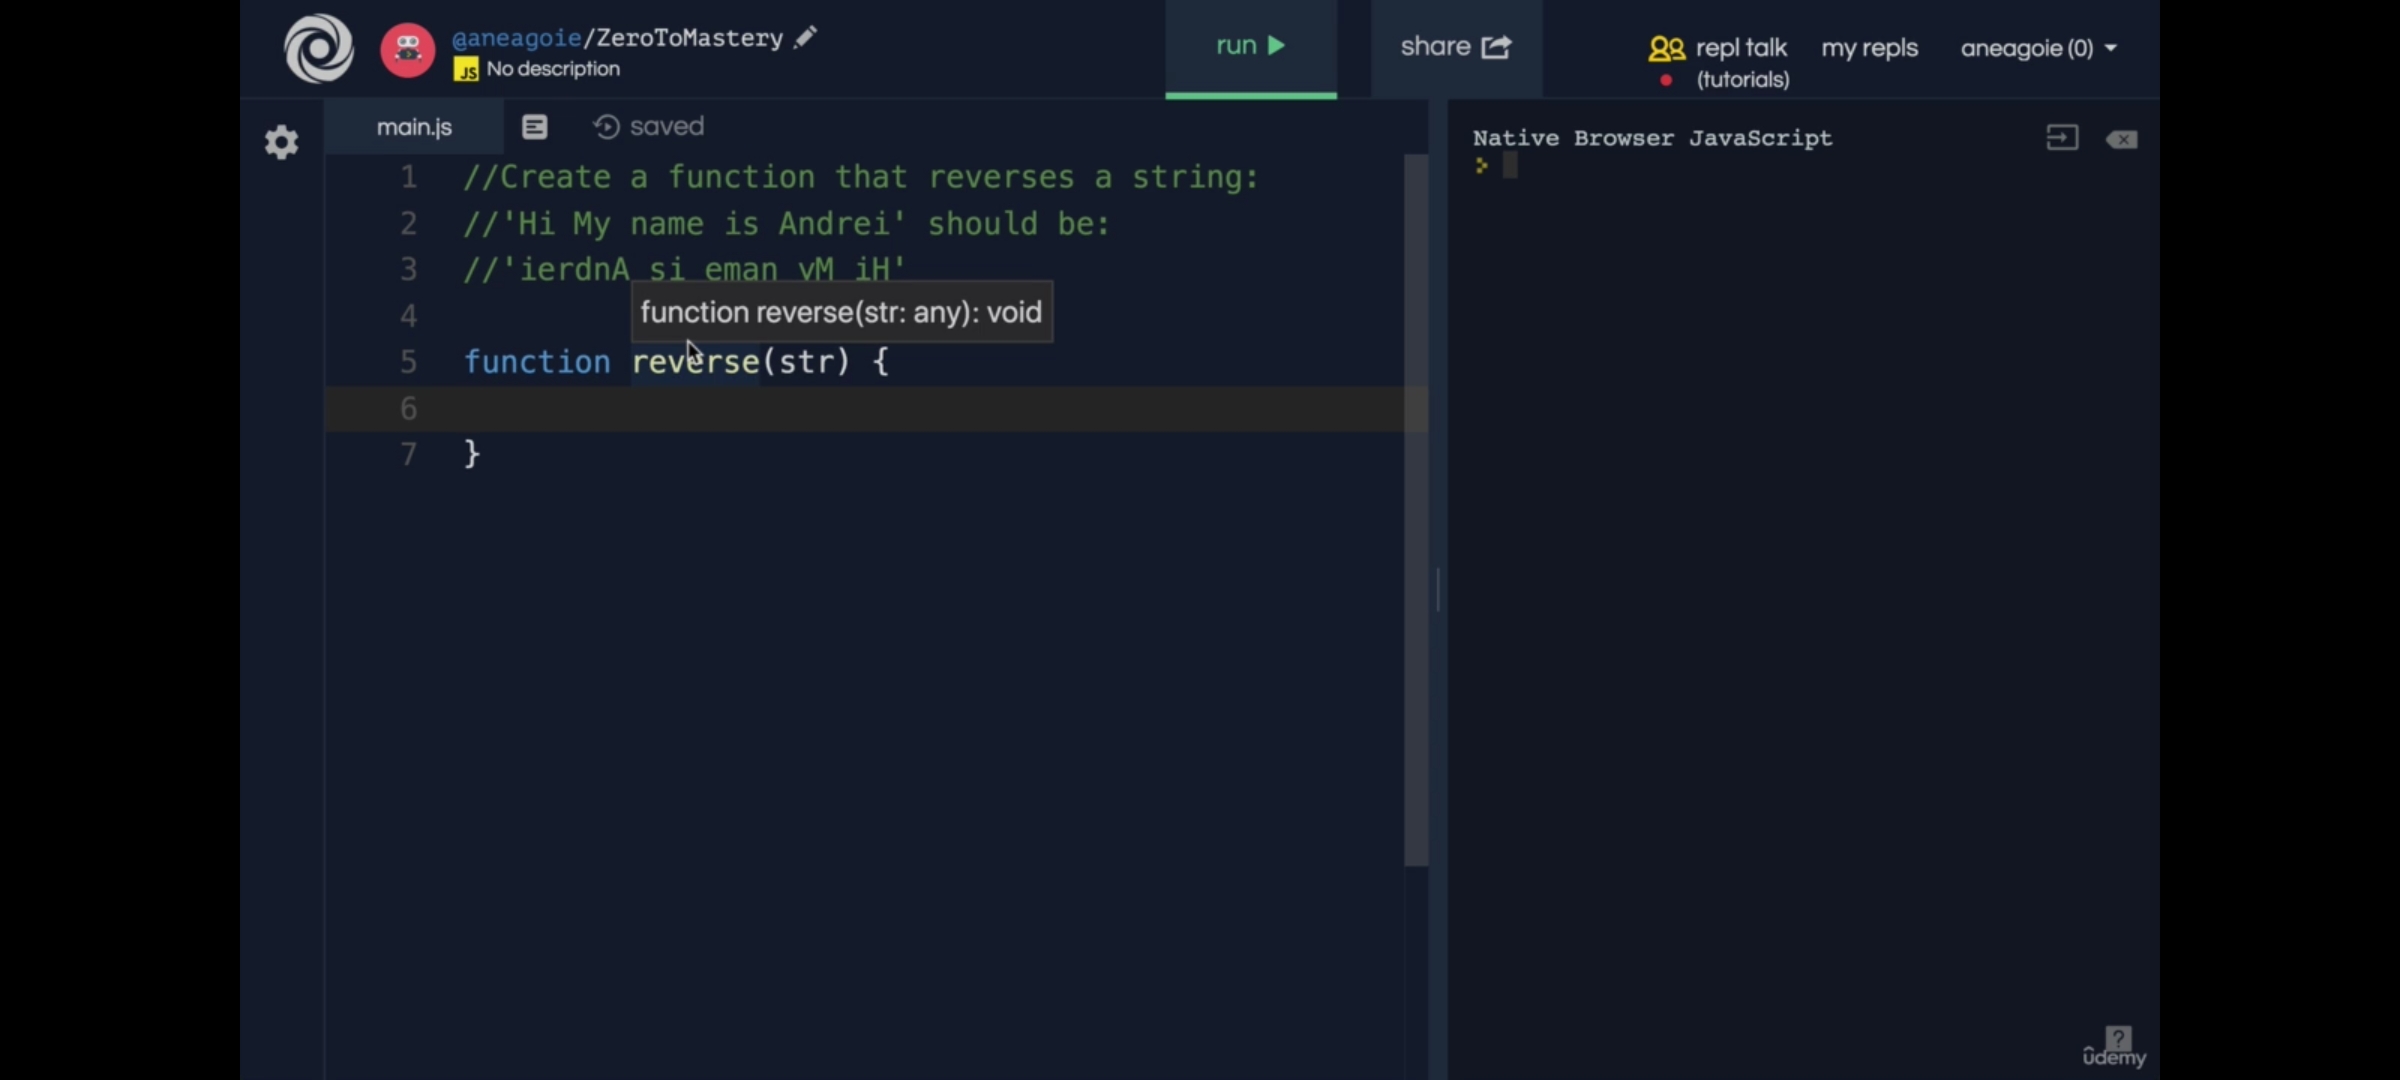 @aneagoie/ZeroToMastery
JS No description
run
share
repl talk
(tutorials)
my repls
aneagoie (0)
main.js
saved
1 //Create a function that reverses a string:
2 //'Hi My name is Andrei' should be:
3 //'ierdnA si eman yM iH'
4
function reverse(str: any): void
5 function reverse(str) {
6
7 }
Native Browser JavaScript
>
?
ûdemy